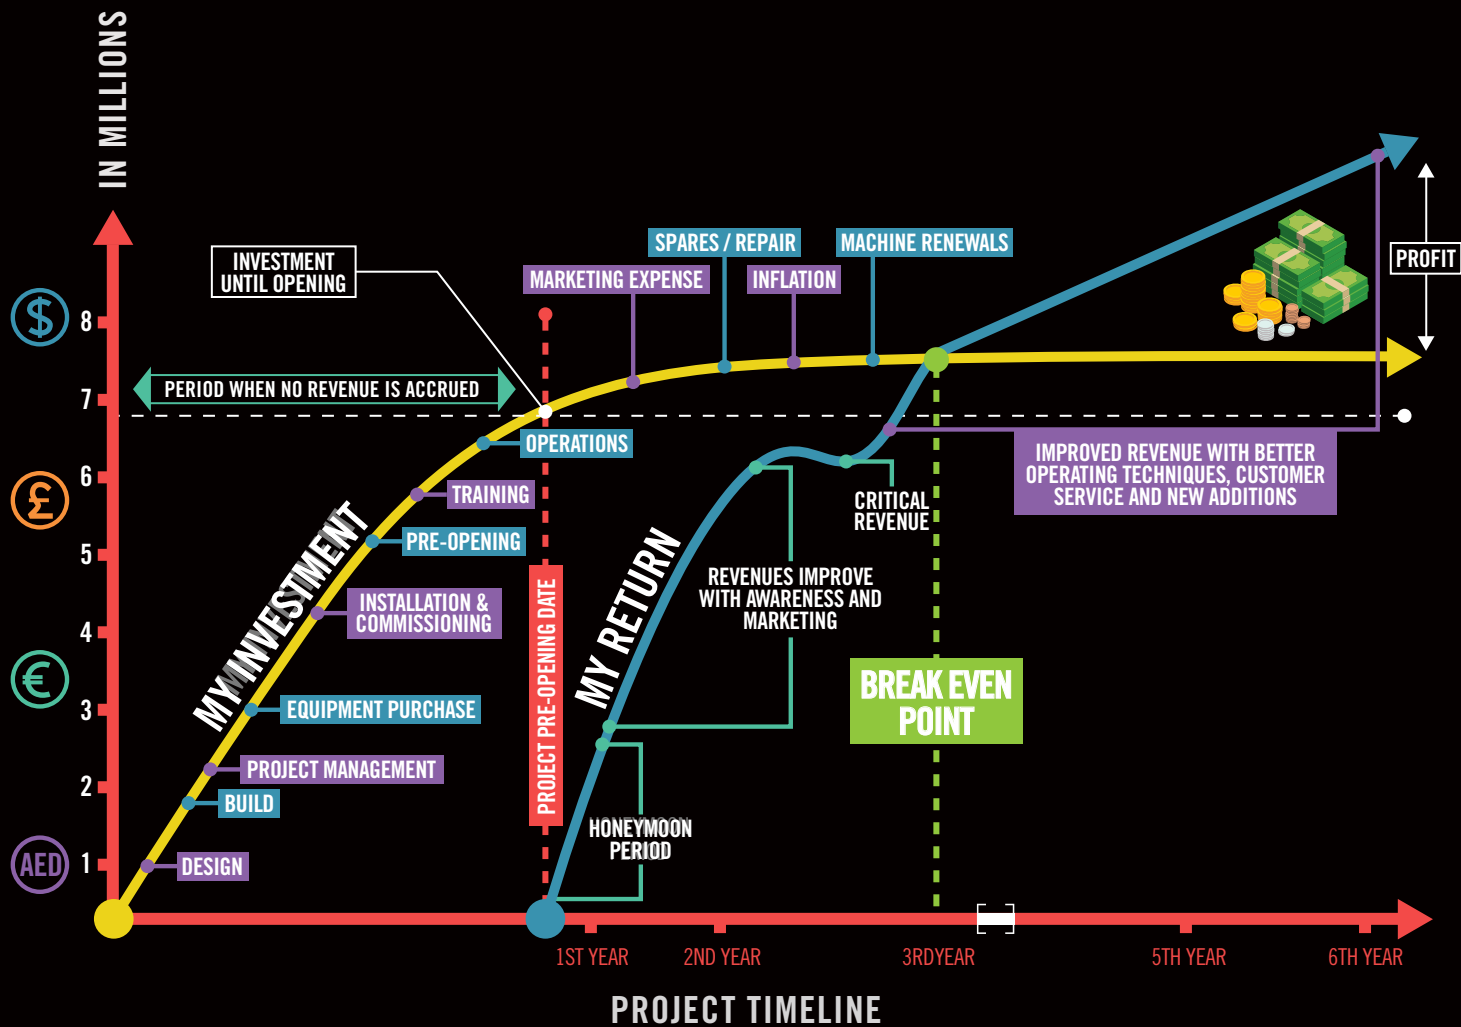 IN MILLIONS
$
£
€
AED
8
7
6
5
4
3
2
1
INVESTMENT
UNTIL OPENING
PERIOD WHEN NO REVENUE IS ACCRUED
MARKETING EXPENSE
SPARES / REPAIR
INFLATION
MACHINE RENEWALS
PROFIT
OPERATIONS
TRAINING
PRE-OPENING
INSTALLATION &
COMMISSIONING
EQUIPMENT PURCHASE
PROJECT MANAGEMENT
BUILD
DESIGN
MY INVESTMENT
PROJECT PRE-OPENING DATE
MY RETURN
IMPROVED REVENUE WITH BETTER
OPERATING TECHNIQUES, CUSTOMER
SERVICE AND NEW ADDITIONS
CRITICAL
REVENUE
REVENUES IMPROVE
WITH AWARENESS AND
MARKETING
BREAK EVEN
POINT
HONEYMOON
PERIOD
1ST YEAR
2ND YEAR
3RDYEAR
5TH YEAR
6TH YEAR
PROJECT TIMELINE